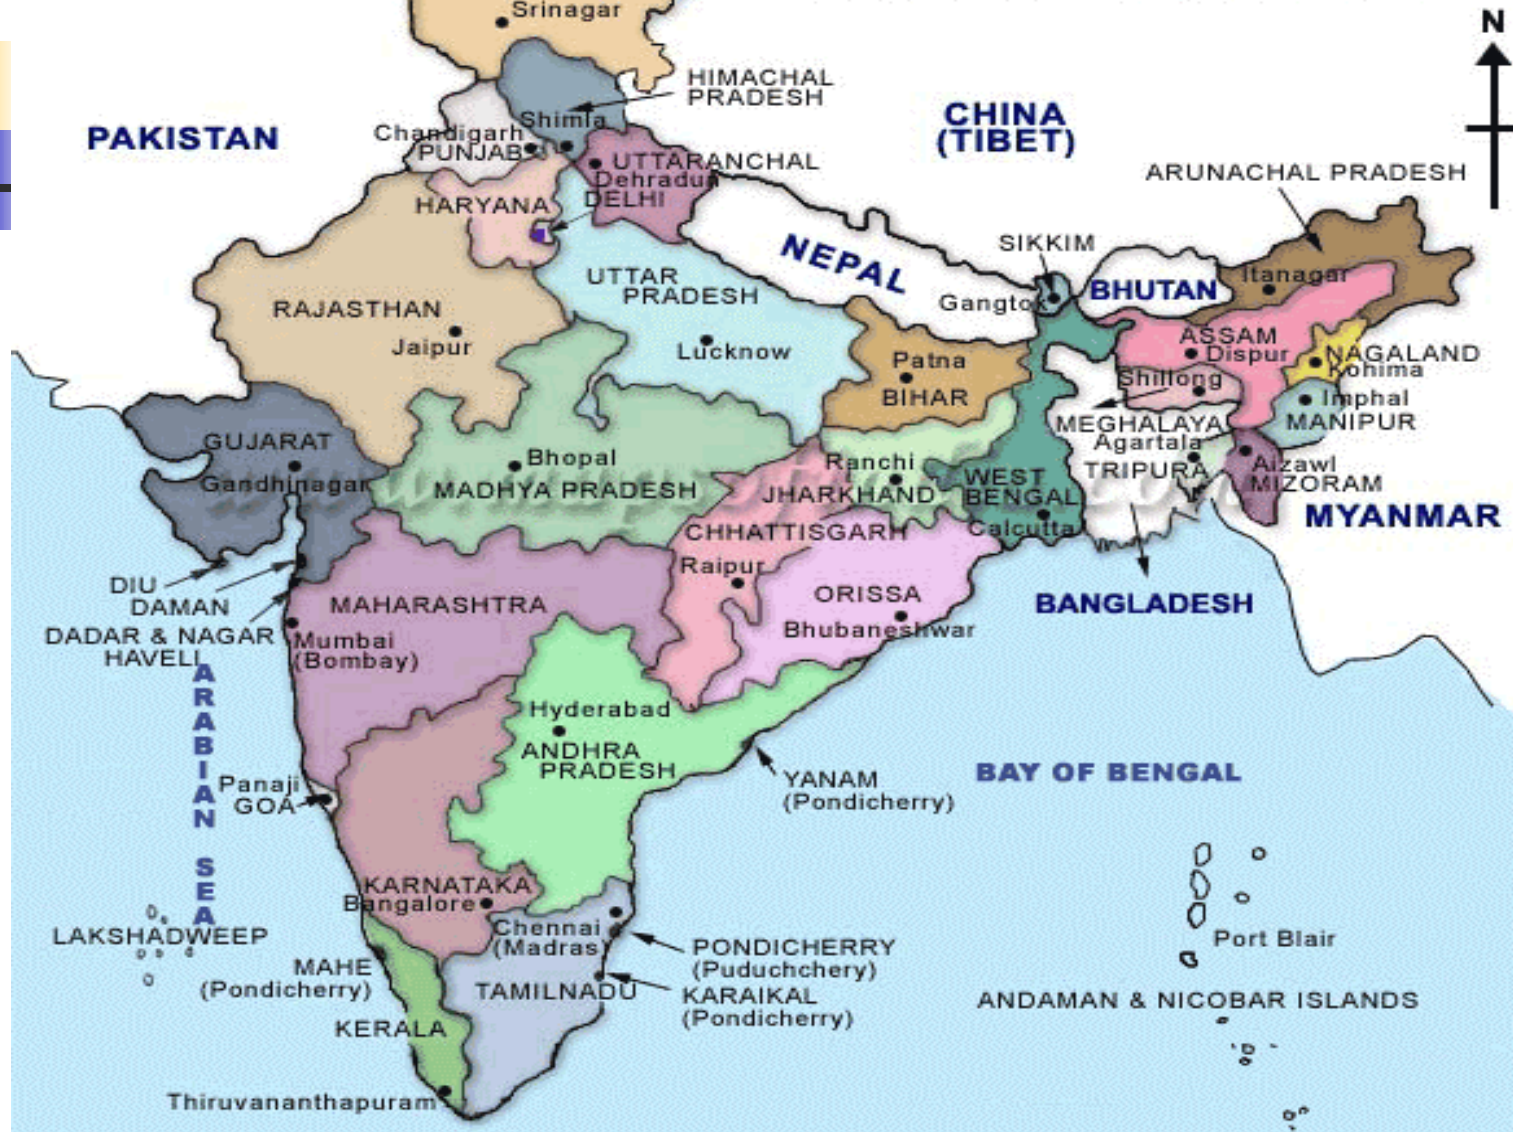 Srinagar
N
HIMACHAL
PRADESH
CHINA
(TIBET)
PAKISTAN
Shimla
Chandigarh
PUNJAB
UTTARANCHAL
Dehradun
DELHI
ARUNACHAL PRADESH
HARYANA
SIKKIM
NEPAL
UTTAR
PRADESH
Gangtok
BHUTAN
Itanagar
RAJASTHAN
Jaipur
Lucknow
Patna
BIHAR
ASSAM
Dispur
NAGALAND
Kohima
Shillong
Imphal
MANIPUR
MEGHALAYA
Agartala
TRIPURA
Aizawl
MIZORAM
GUJARAT
Gandhinagar
Bhopal
MADHYA PRADESH
Ranchi
JHARKHAND
WEST
BENGAL
Calcutta
MYANMAR
CHHATTISGARH
Raipur
DIU
DAMAN
DADAR & NAGAR
HAVELI
MAHARASHTRA
Mumbai
(Bombay)
ORISSA
Bhubaneshwar
BANGLADESH
ARABIAN SEA
Hyderabad
ANDHRA
PRADESH
YANAM
(Pondicherry)
BAY OF BENGAL
Panaji
GOA
KARNATAKA
Bangalore
Chennai
(Madras)
LAKSHADWEEP
MAHE
(Pondicherry)
PONDICHERRY
(Puduchchery)
TAMILNADU
KARAIKAL
(Pondicherry)
KERALA
Port Blair
ANDAMAN & NICOBAR ISLANDS
Thiruvananthapuram